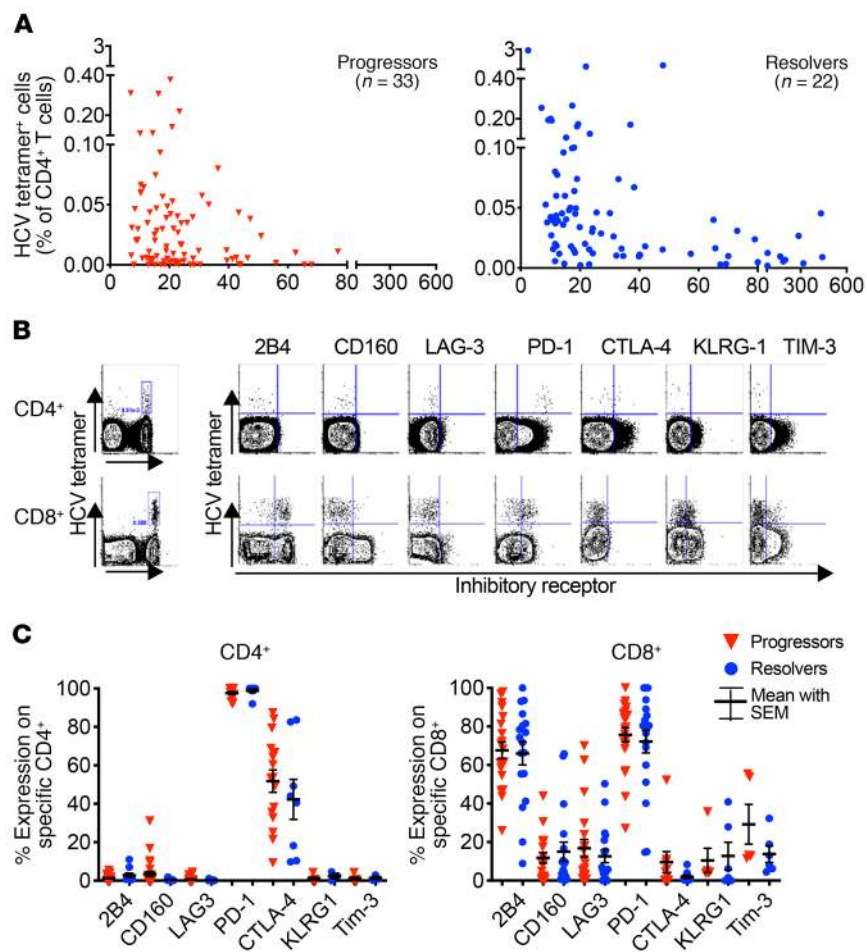 A
HCV tetramer+ cells
(% of CD4+ T cells)
3
0.40
0.20
0.10
0.05
0.00
0 20 40 60 80 300 600
Progressors
(n = 33)
3
0.40
0.20
0.10
0.05
0.00
0 20 40 60 80 300 600
Resolvers
(n = 22)
B
2B4 CD160 LAG-3 PD-1 CTLA-4 KLRG-1 TIM-3
CD4+
CD8+
HCV tetramer
HCV tetramer
Inhibitory receptor
C
CD4+
% Expression on
specific CD4+
100
80
60
40
20
0
2B4 CD160 LAG3 PD-1 CTLA-4 KLRG1 Tim-3
CD8+
% Expression on
specific CD8+
100
80
60
40
20
0
2B4 CD160 LAG3 PD-1 CTLA-4 KLRG1 Tim-3
Progressors
Resolvers
Mean with
SEM